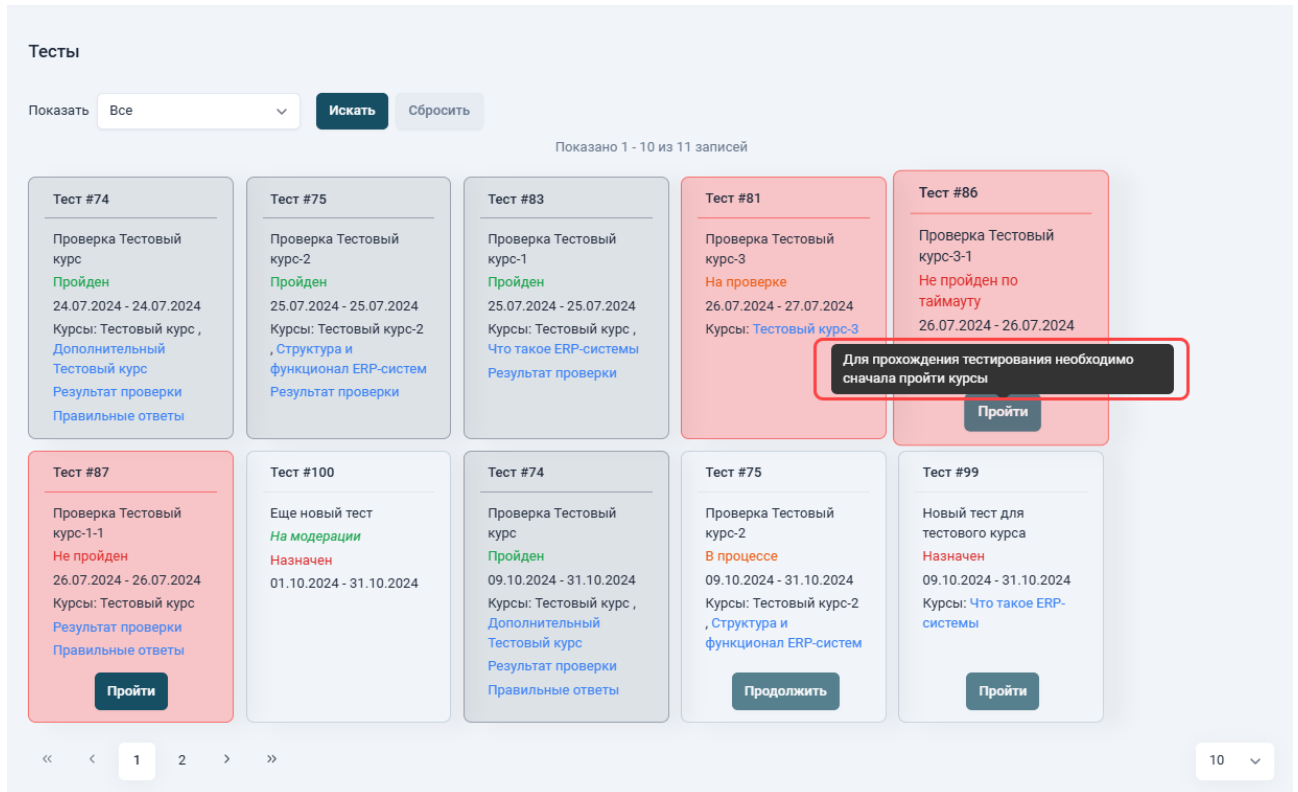 Тесты
Показать
Все
Искать
Сбросить
Показано 1 - 10 из 11 записей
Тест #74
Проверка Тестовый
курс
Пройден
24.07.2024 - 24.07.2024
Курсы: Тестовый курс ,
Дополнительный
Тестовый курс
Результат проверки
Правильные ответы
Тест #75
Проверка Тестовый
курс-2
Пройден
25.07.2024 - 25.07.2024
Курсы: Тестовый курс-2
, Структура и
функционал ERP-систем
Результат проверки
Тест #83
Проверка Тестовый
курс-1
Пройден
25.07.2024 - 25.07.2024
Курсы: Тестовый курс ,
Что такое ERP-системы
Результат проверки
Тест #81
Проверка Тестовый
курс-3
На проверке
26.07.2024 - 27.07.2024
Курсы: Тестовый курс-3
Тест #86
Проверка Тестовый
курс-3-1
Не пройден по
таймауту
26.07.2024 - 26.07.2024
Для прохождения тестирования необходимо
сначала пройти курсы
Пройти
Тест #87
Проверка Тестовый
курс-1-1
Не пройден
26.07.2024 - 26.07.2024
Курсы: Тестовый курс
Результат проверки
Правильные ответы
Пройти
Тест #100
Еще новый тест
На модерации
Назначен
01.10.2024 - 31.10.2024
Тест #74
Проверка Тестовый
курс
Пройден
09.10.2024 - 31.10.2024
Курсы: Тестовый курс ,
Дополнительный
Тестовый курс
Результат проверки
Правильные ответы
Тест #75
Проверка Тестовый
курс-2
В процессе
09.10.2024 - 31.10.2024
Курсы: Тестовый курс-2
, Структура и
функционал ERP-систем
Продолжить
Тест #99
Новый тест для
тестового курса
Назначен
09.10.2024 - 31.10.2024
Курсы: Что такое ERP-
системы
Пройти
« ‹ 1 2 › »
10